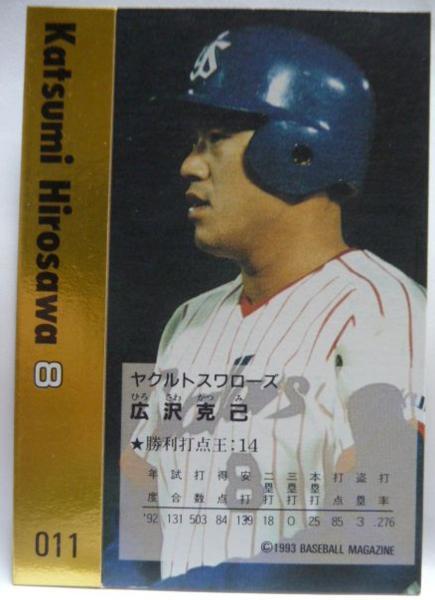 Katsumi Hirosawa 8
ヤクルトスワローズ
ひろ さわ かつ み
広沢克己
★勝利打点王:14
年度 試合 打数 得点 安打 二塁打 三塁打 本塁打 打点 盗塁 打率
'92 131 503 84 139 18 0 25 85 3 .276
©1993 BASEBALL MAGAZINE
011